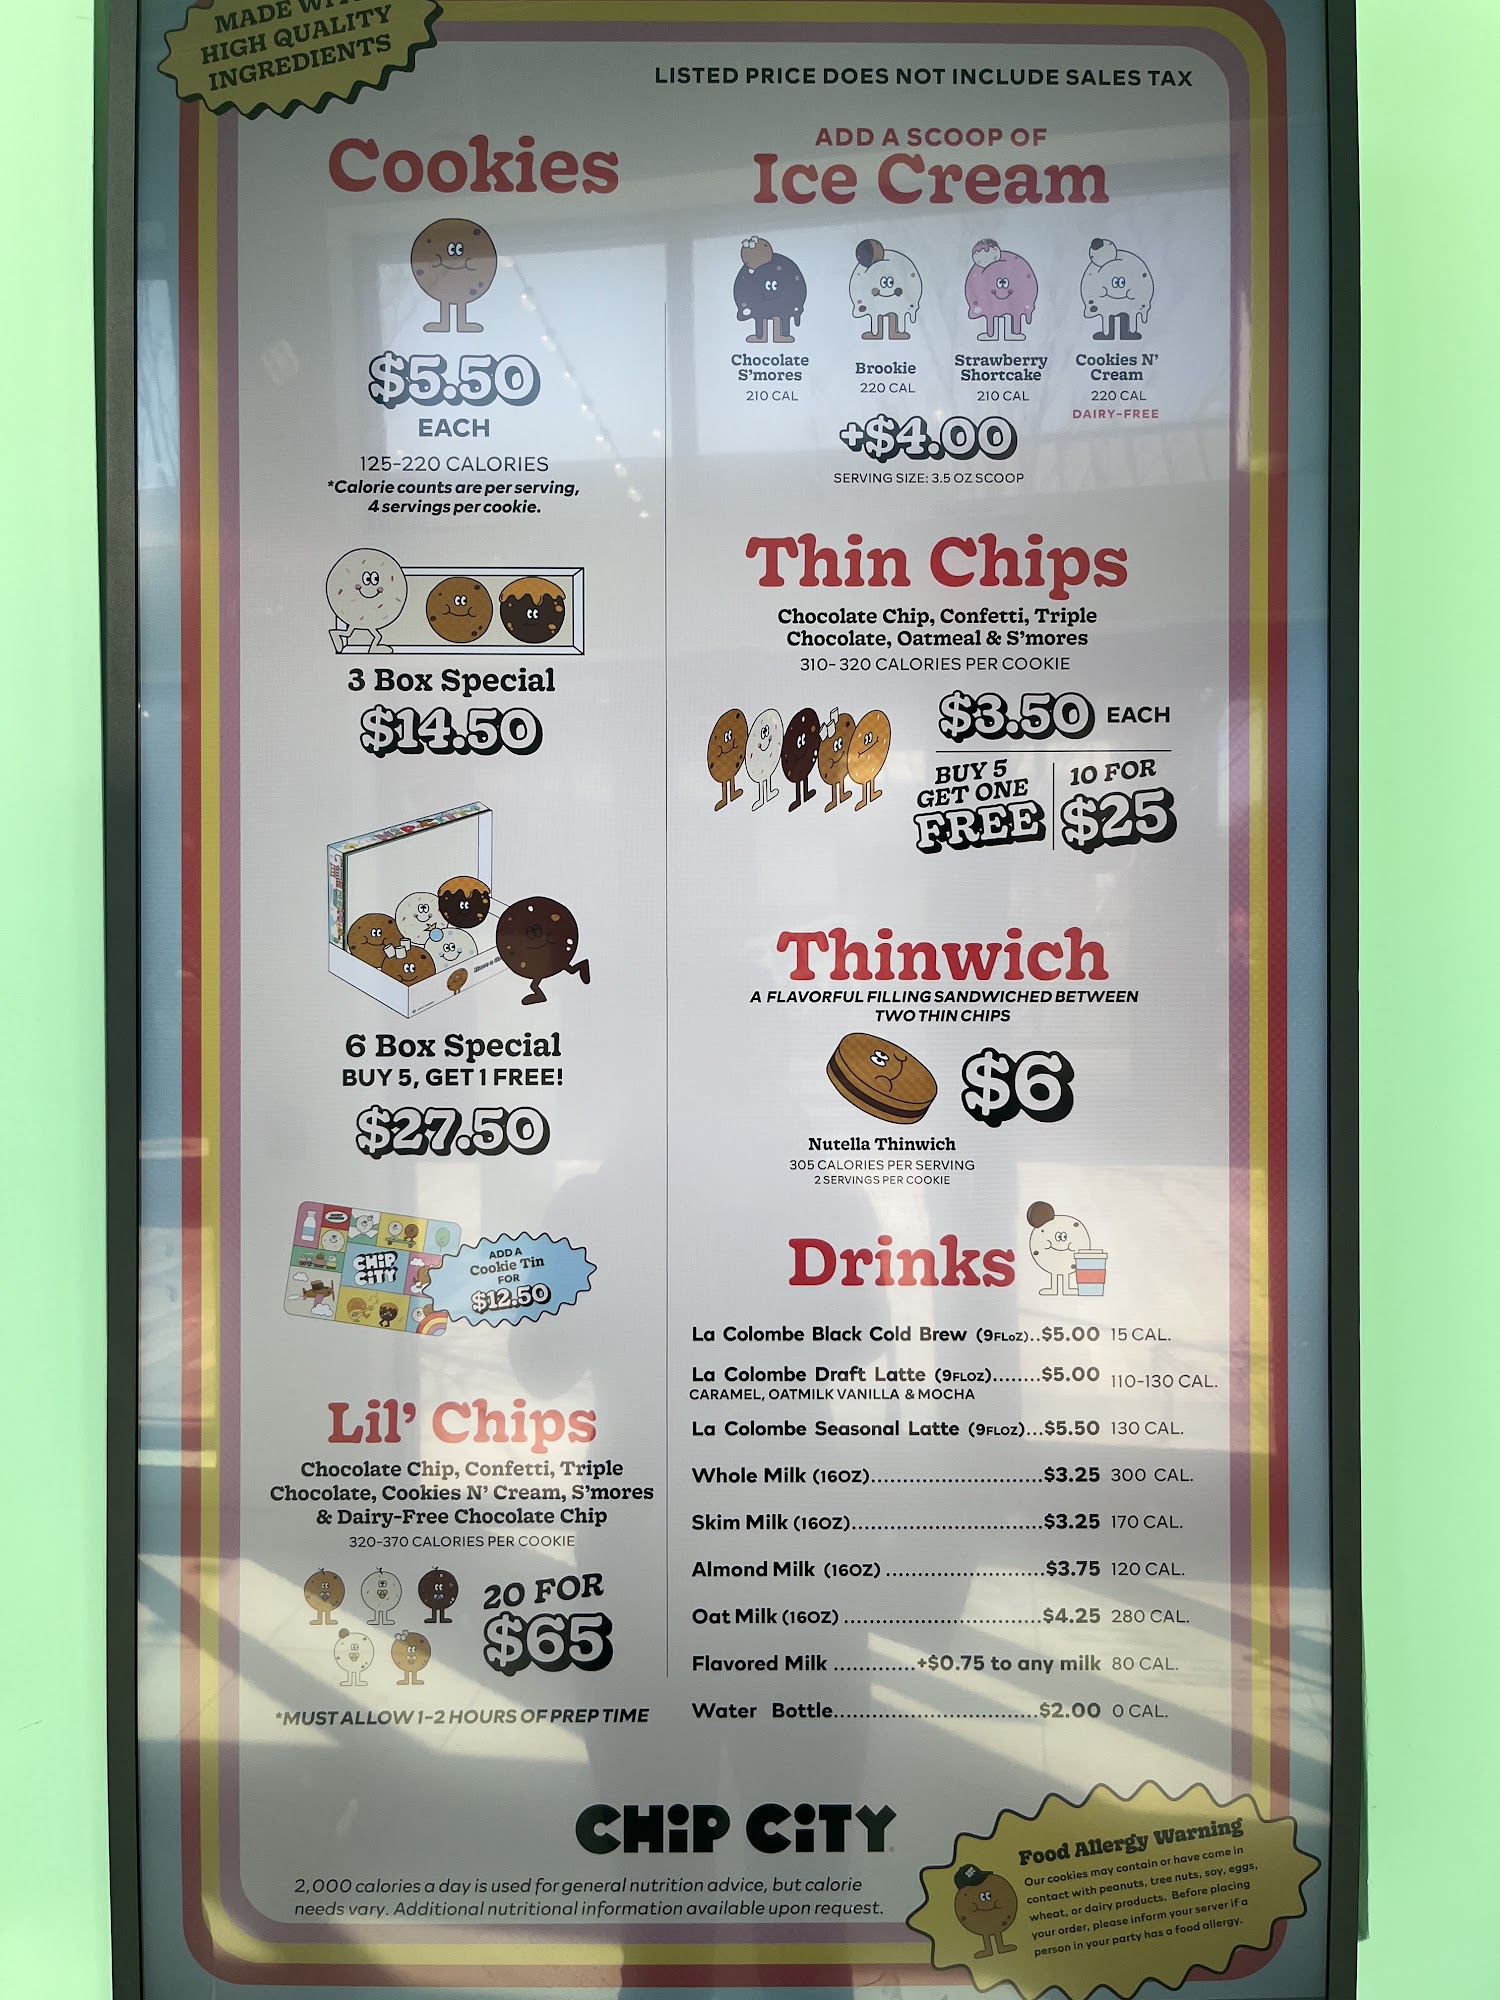 MADE WITH
HIGH QUALITY
INGREDIENTS
LISTED PRICE DOES NOT INCLUDE SALES TAX
Cookies
$5.50
EACH
125-220 CALORIES
*Calorie counts are per serving,
4 servings per cookie.
3 Box Special
$14.50
6 Box Special
BUY 5, GET 1 FREE!
$27.50
CHiP
CiTY
ADD A
Cookie Tin
FOR
$12.50
Lil' Chips
Chocolate Chip, Confetti, Triple
Chocolate, Cookies N' Cream, S'mores
& Dairy-Free Chocolate Chip
320-370 CALORIES PER COOKIE
20 FOR
$65
*MUST ALLOW 1-2 HOURS OF PREP TIME
ADD A SCOOP OF
Ice Cream
Chocolate
S'mores
210 CAL
Brookie
220 CAL
Strawberry
Shortcake
210 CAL
Cookies N'
Cream
220 CAL
DAIRY-FREE
+$4.00
SERVING SIZE: 3.5 OZ SCOOP
Thin Chips
Chocolate Chip, Confetti, Triple
Chocolate, Oatmeal & S'mores
310-320 CALORIES PER COOKIE
$3.50 EACH
BUY 5
GET ONE
FREE
10 FOR
$25
Thinwich
A FLAVORFUL FILLING SANDWICHED BETWEEN
TWO THIN CHIPS
$6
Nutella Thinwich
305 CALORIES PER SERVING
2 SERVINGS PER COOKIE
Drinks
La Colombe Black Cold Brew (9FLoZ)..$5.00 15 CAL.
La Colombe Draft Latte (9FLOZ)........$5.00 110-130 CAL.
CARAMEL, OATMILK VANILLA & MOCHA
La Colombe Seasonal Latte (9FLOZ)...$5.50 130 CAL.
Whole Milk (16OZ)..............................$3.25 300 CAL.
Skim Milk (16OZ).................................$3.25 170 CAL.
Almond Milk (16OZ) ...........................$3.75 120 CAL.
Oat Milk (16OZ) ..................................$4.25 280 CAL.
Flavored Milk .............+$0.75 to any milk 80 CAL.
Water Bottle...................................$2.00 0 CAL.
CHiP CiTY
2,000 calories a day is used for general nutrition advice, but calorie
needs vary. Additional nutritional information available upon request.
Food Allergy Warning
Our cookies may contain or have come in
contact with peanuts, tree nuts, soy, eggs,
wheat, or dairy products. Before placing
your order, please inform your server if a
person in your party has a food allergy.